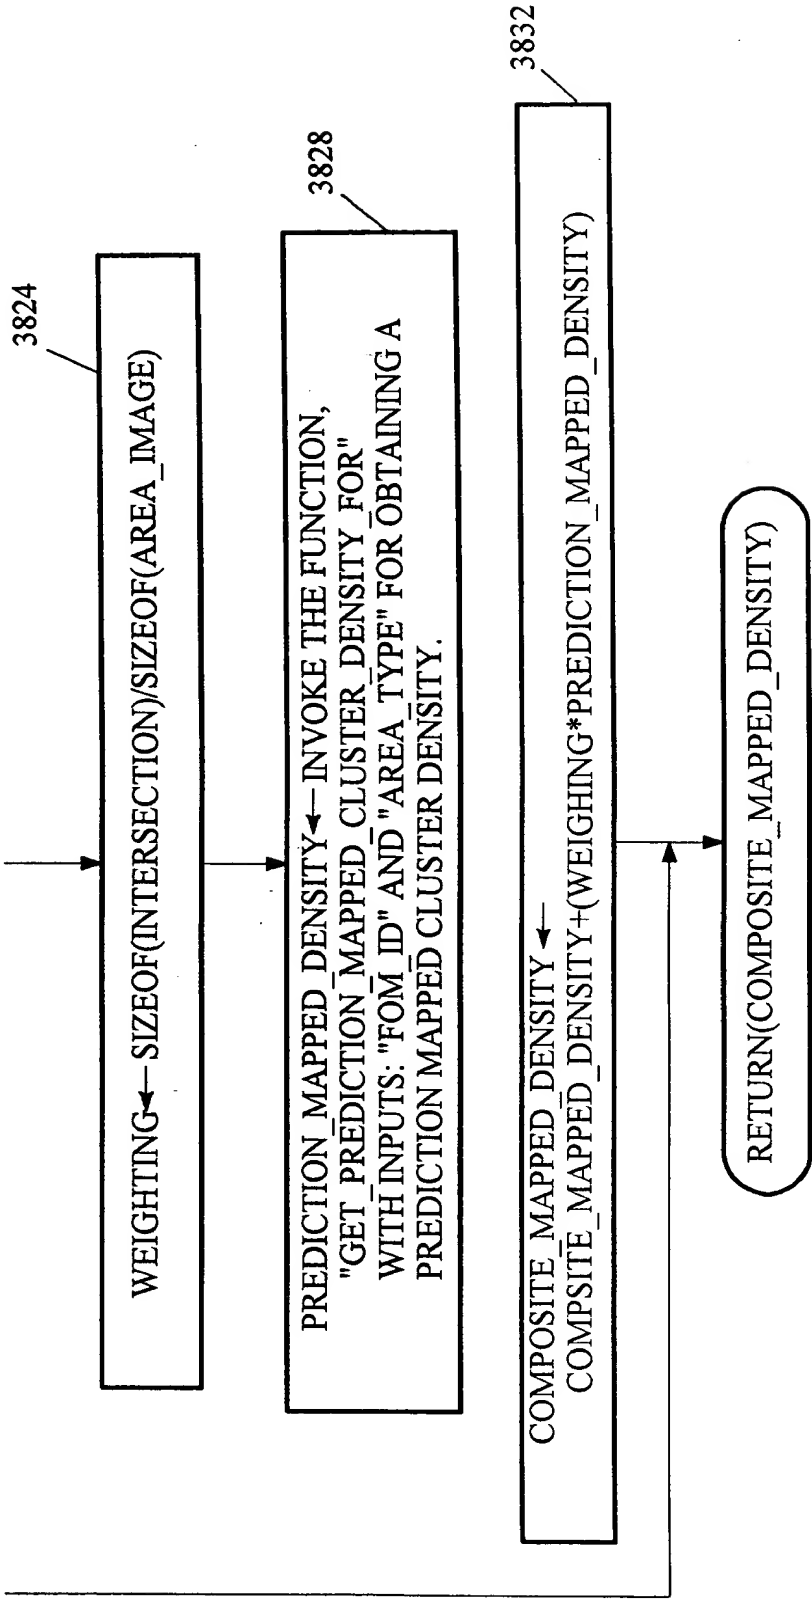 3824
WEIGHTING ← SIZEOF(INTERSECTION)/SIZEOF(AREA_IMAGE)
3828
PREDICTION_MAPPED_DENSITY ← INVOKE THE FUNCTION,
"GET_PREDICTION_MAPPED_CLUSTER_DENSITY_FOR"
WITH INPUTS: "FOM_ID" AND "AREA_TYPE" FOR OBTAINING A
PREDICTION MAPPED CLUSTER DENSITY.
3832
COMPOSITE_MAPPED_DENSITY ←
COMPSITE_MAPPED_DENSITY+(WEIGHING*PREDICTION_MAPPED_DENSITY)
RETURN(COMPOSITE_MAPPED_DENSITY)